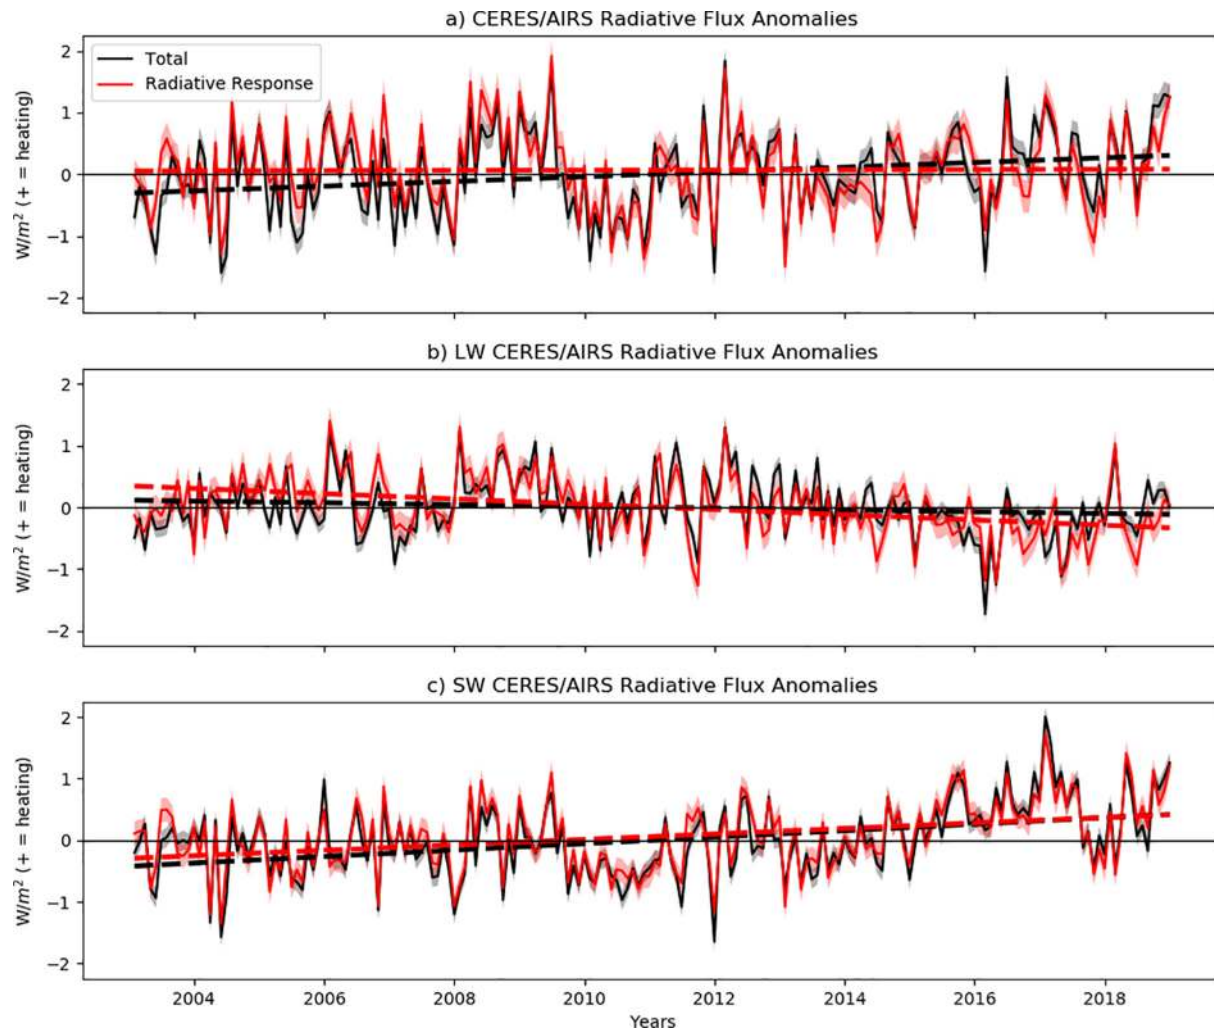 a) CERES/AIRS Radiative Flux Anomalies
Total
Radiative Response
W/m² (+ = heating)
2
1
0
−1
−2
b) LW CERES/AIRS Radiative Flux Anomalies
W/m² (+ = heating)
2
1
0
−1
−2
c) SW CERES/AIRS Radiative Flux Anomalies
W/m² (+ = heating)
2
1
0
−1
−2
2004 2006 2008 2010 2012 2014 2016 2018
Years